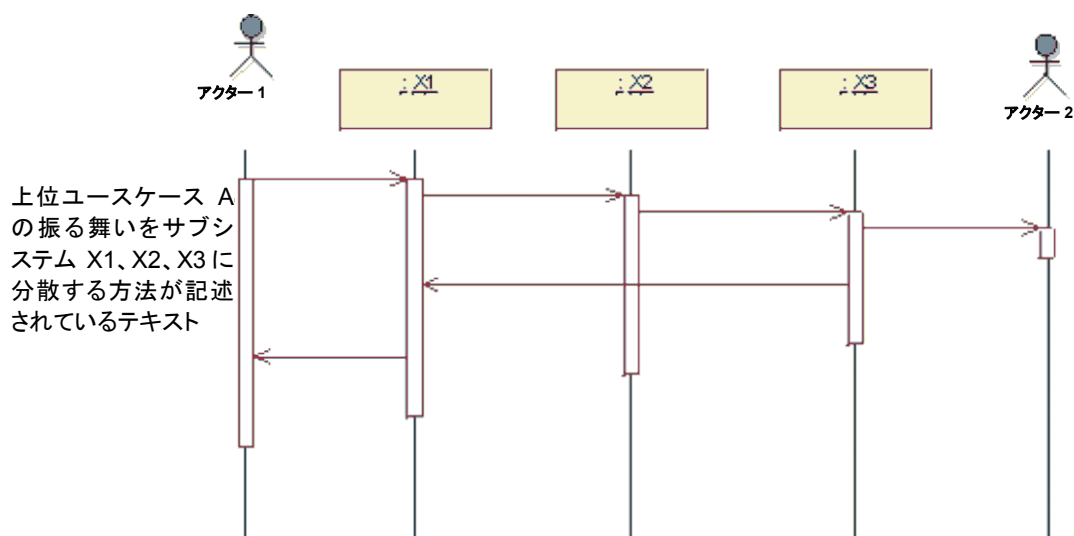 アクター 1
: X1
: X2
: X3
アクター 2
上位ユースケース A
の振る舞いをサブシ
ステム X1、X2、X3 に
分散する方法が記述
されているテキスト